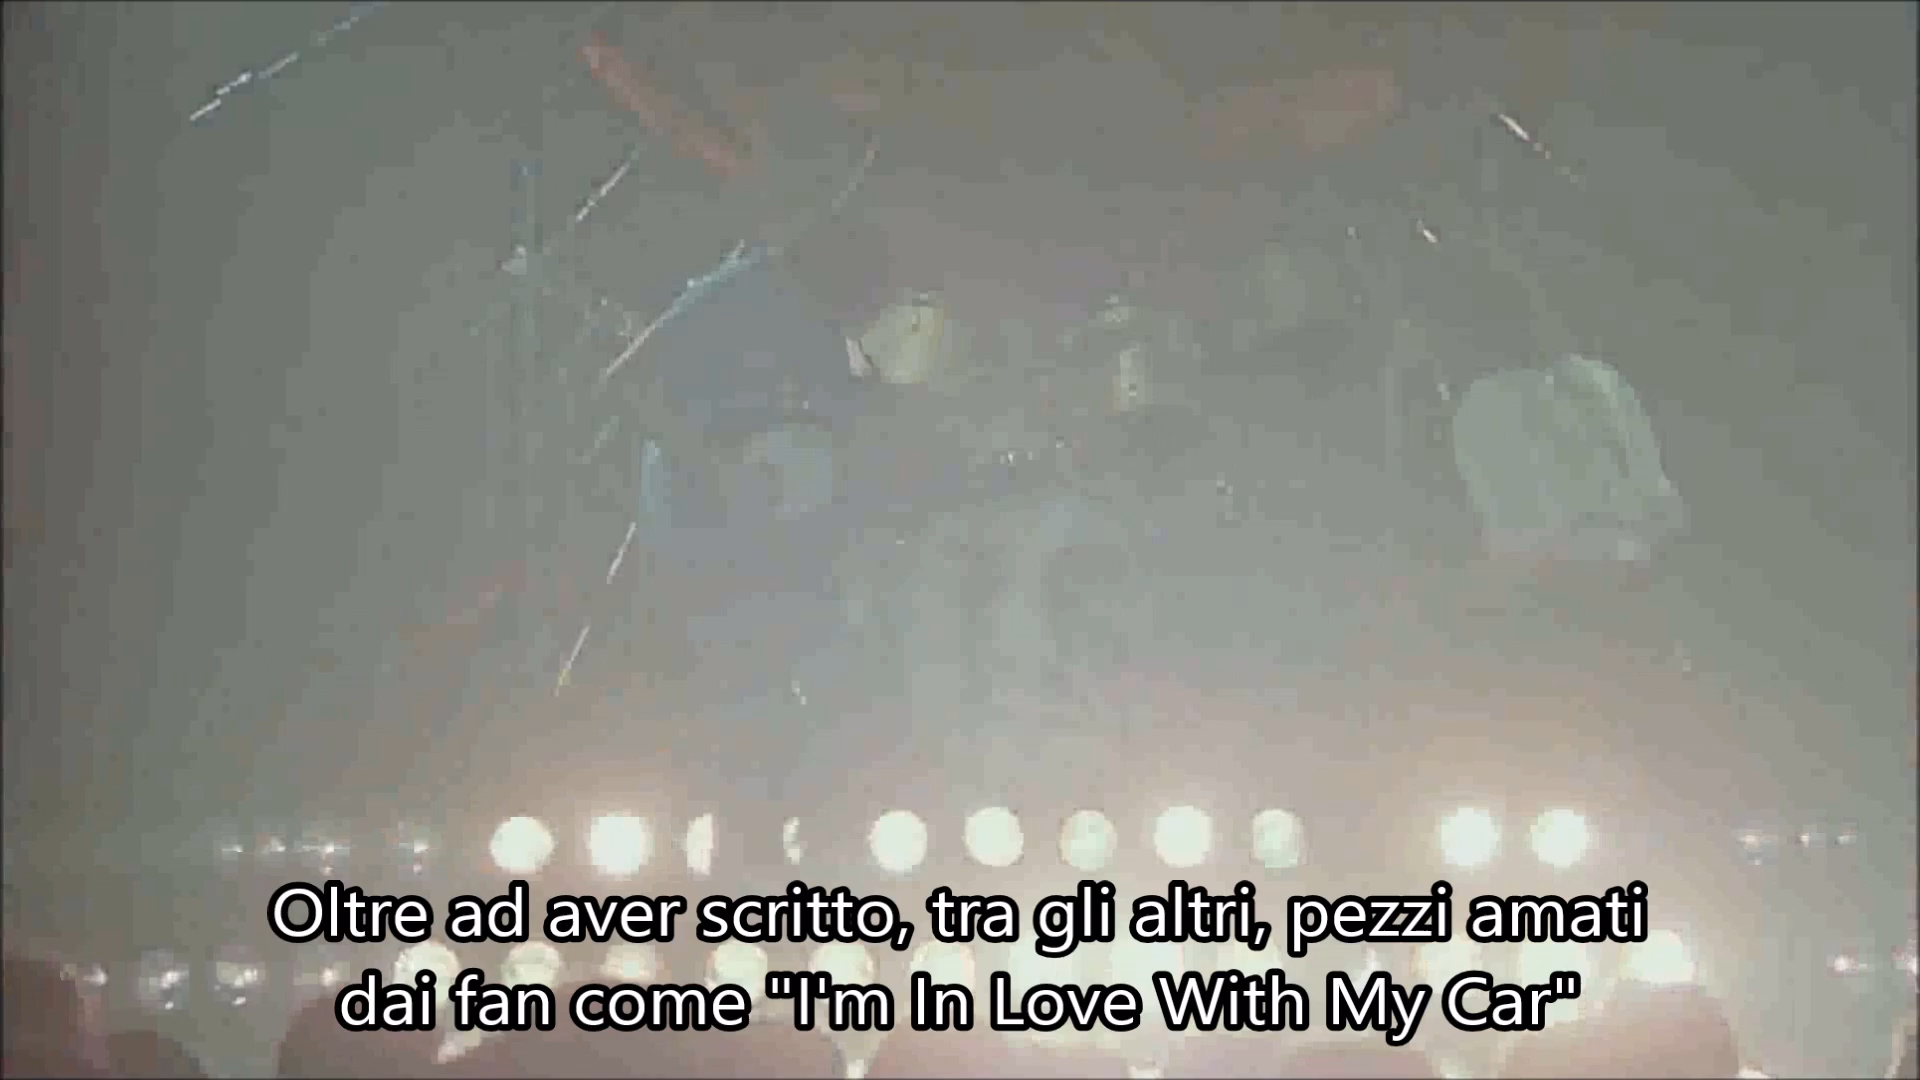 Oltre ad aver scritto, tra gli altri, pezzi amati
dai fan come "I'm In Love With My Car"